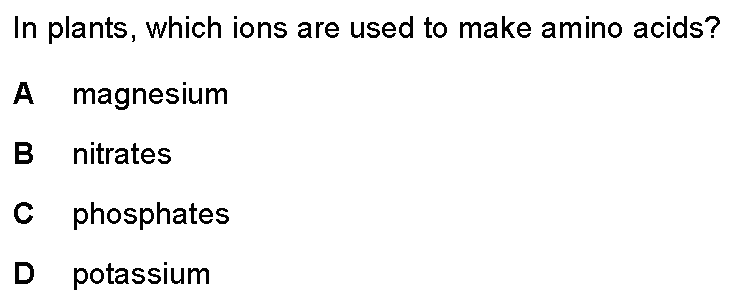 In plants, which ions are used to make amino acids?
A magnesium
B nitrates
C phosphates
D potassium